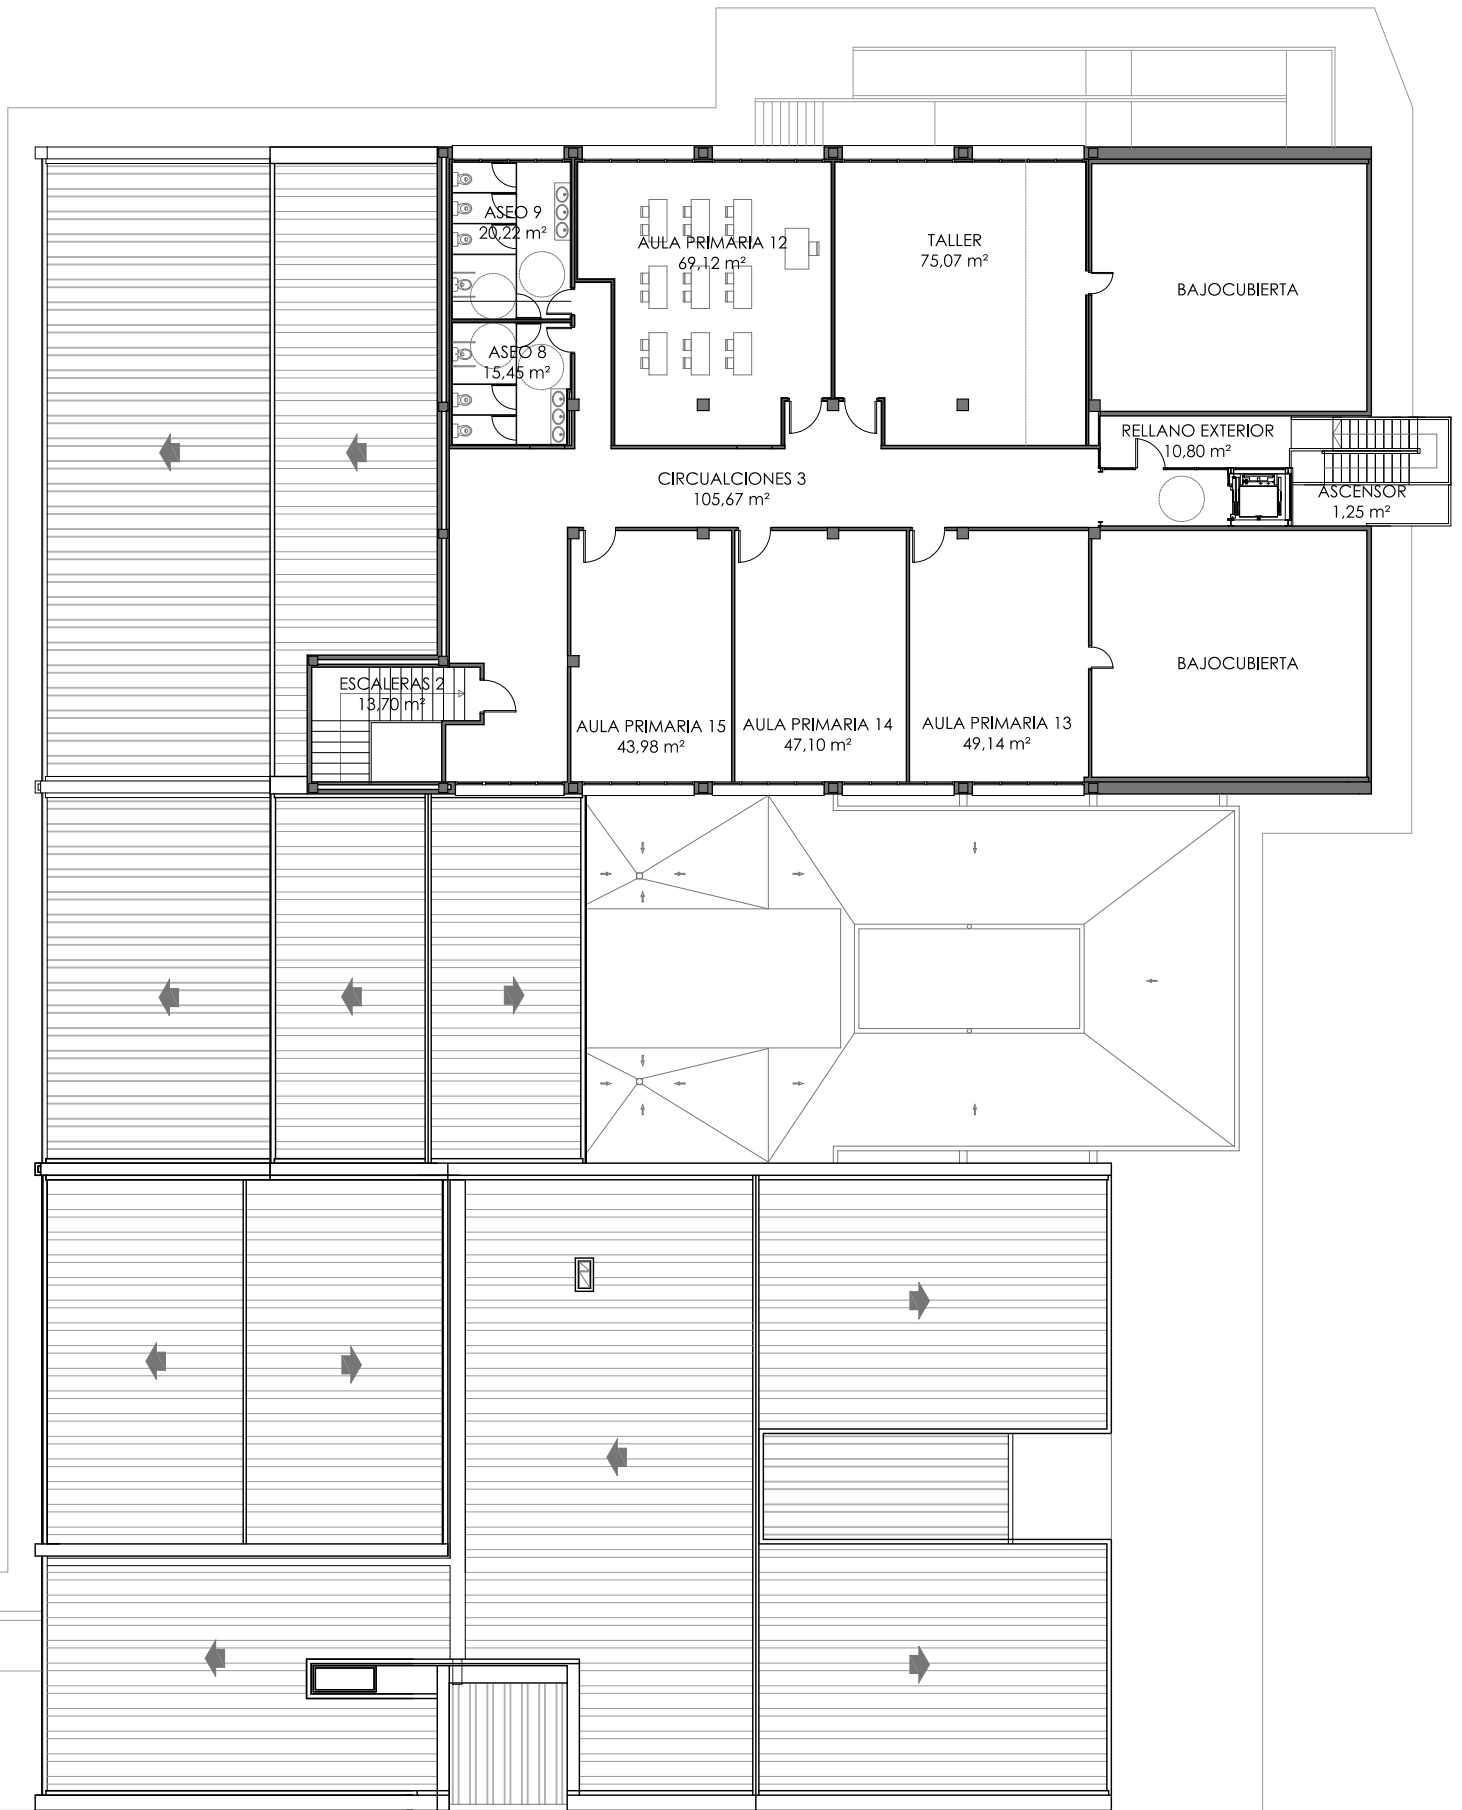 ASEO 9
20,22 m²
AULA PRIMARIA 12
69,12 m²
TALLER
75,07 m²
BAJOCUBIERTA
ASEO 8
15,45 m²
RELLANO EXTERIOR
10,80 m²
CIRCUALCIONES 3
105,67 m²
ASCENSOR
1,25 m²
ESCALERAS 2
13,70 m²
AULA PRIMARIA 15
43,98 m²
AULA PRIMARIA 14
47,10 m²
AULA PRIMARIA 13
49,14 m²
BAJOCUBIERTA